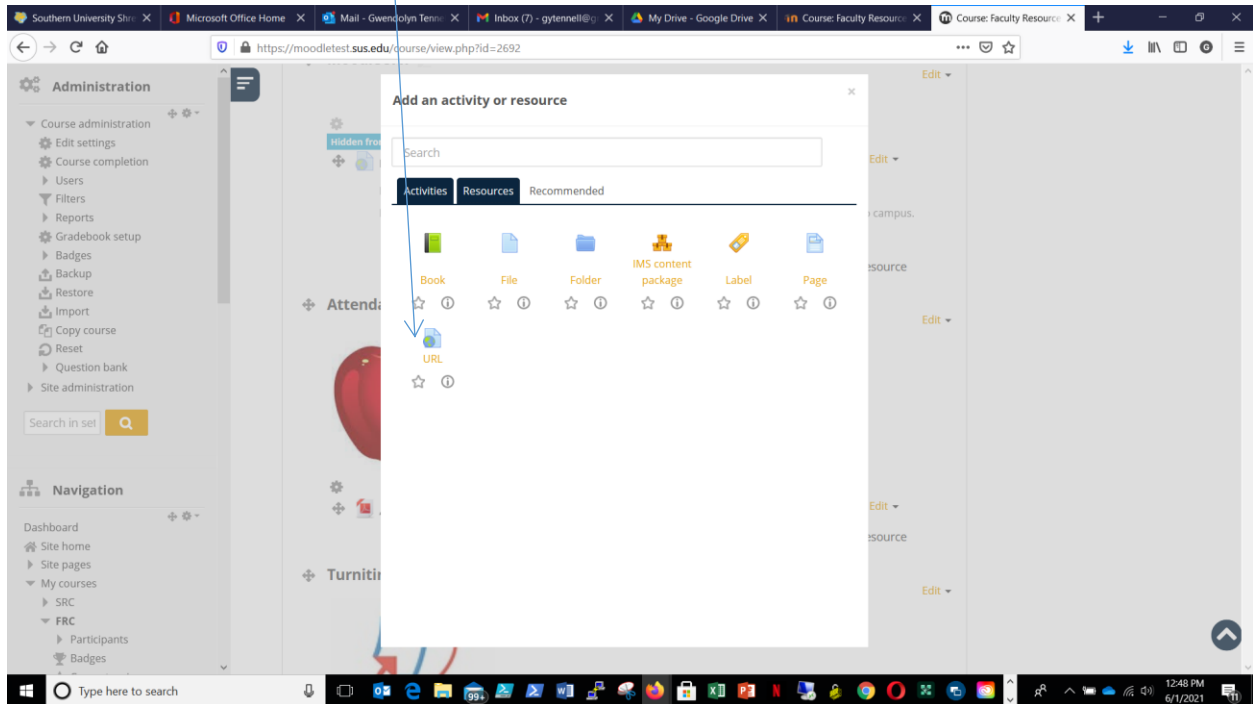 Southern University Shre
Microsoft Office Home
Mail - Gwendolyn Tenne
Inbox (7) - gytennell@g
My Drive - Google Drive
Course: Faculty Resource
Course: Faculty Resource
https://moodletest.sus.edu/course/view.php?id=2692
Administration
Course administration
Edit settings
Course completion
Users
Filters
Reports
Gradebook setup
Badges
Backup
Restore
Import
Copy course
Reset
Question bank
Site administration
Search in set
Navigation
Dashboard
Site home
Site pages
My courses
SRC
FRC
Participants
Badges
Edit
Hidden fro
Edit
campus.
esource
Attenda
Edit
Edit
esource
Turnitin
Edit
Add an activity or resource
Search
Activities Resources Recommended
Book File Folder IMS content package Label Page
URL
Type here to search
99+
12:48 PM
6/1/2021
11